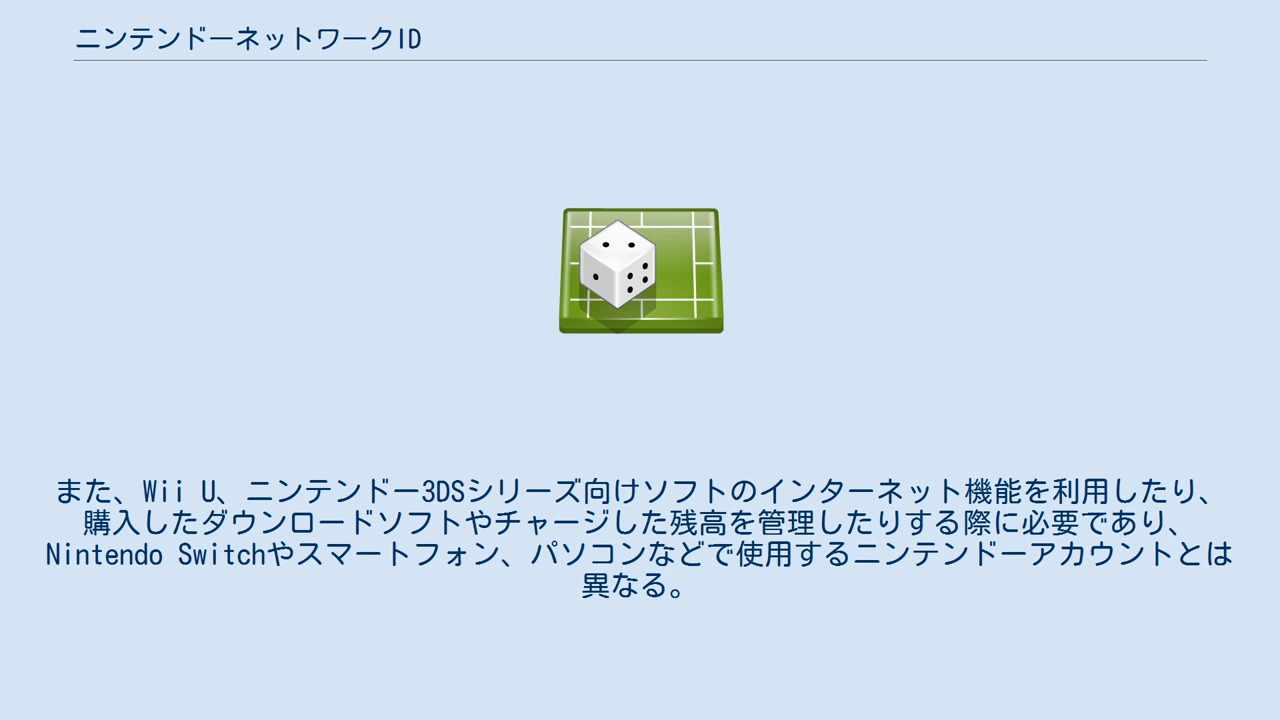 ニンテンドーネットワークID
また、Wii U、ニンテンドー3DSシリーズ向けソフトのインターネット機能を利用したり、
購入したダウンロードソフトやチャージした残高を管理したりする際に必要であり、
Nintendo Switchやスマートフォン、パソコンなどで使用するニンテンドーアカウントとは
異なる。